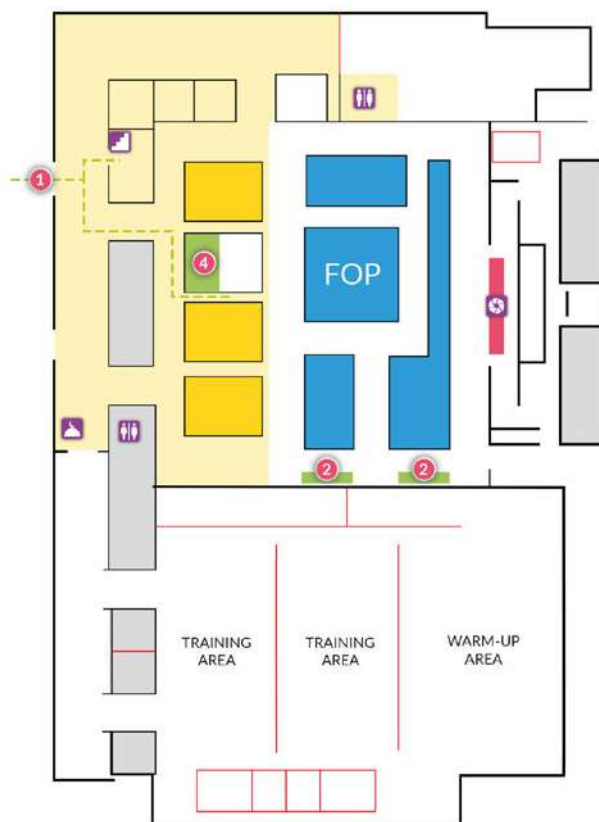 1
4
FOP
2
2
TRAINING
AREA
TRAINING
AREA
WARM-UP
AREA